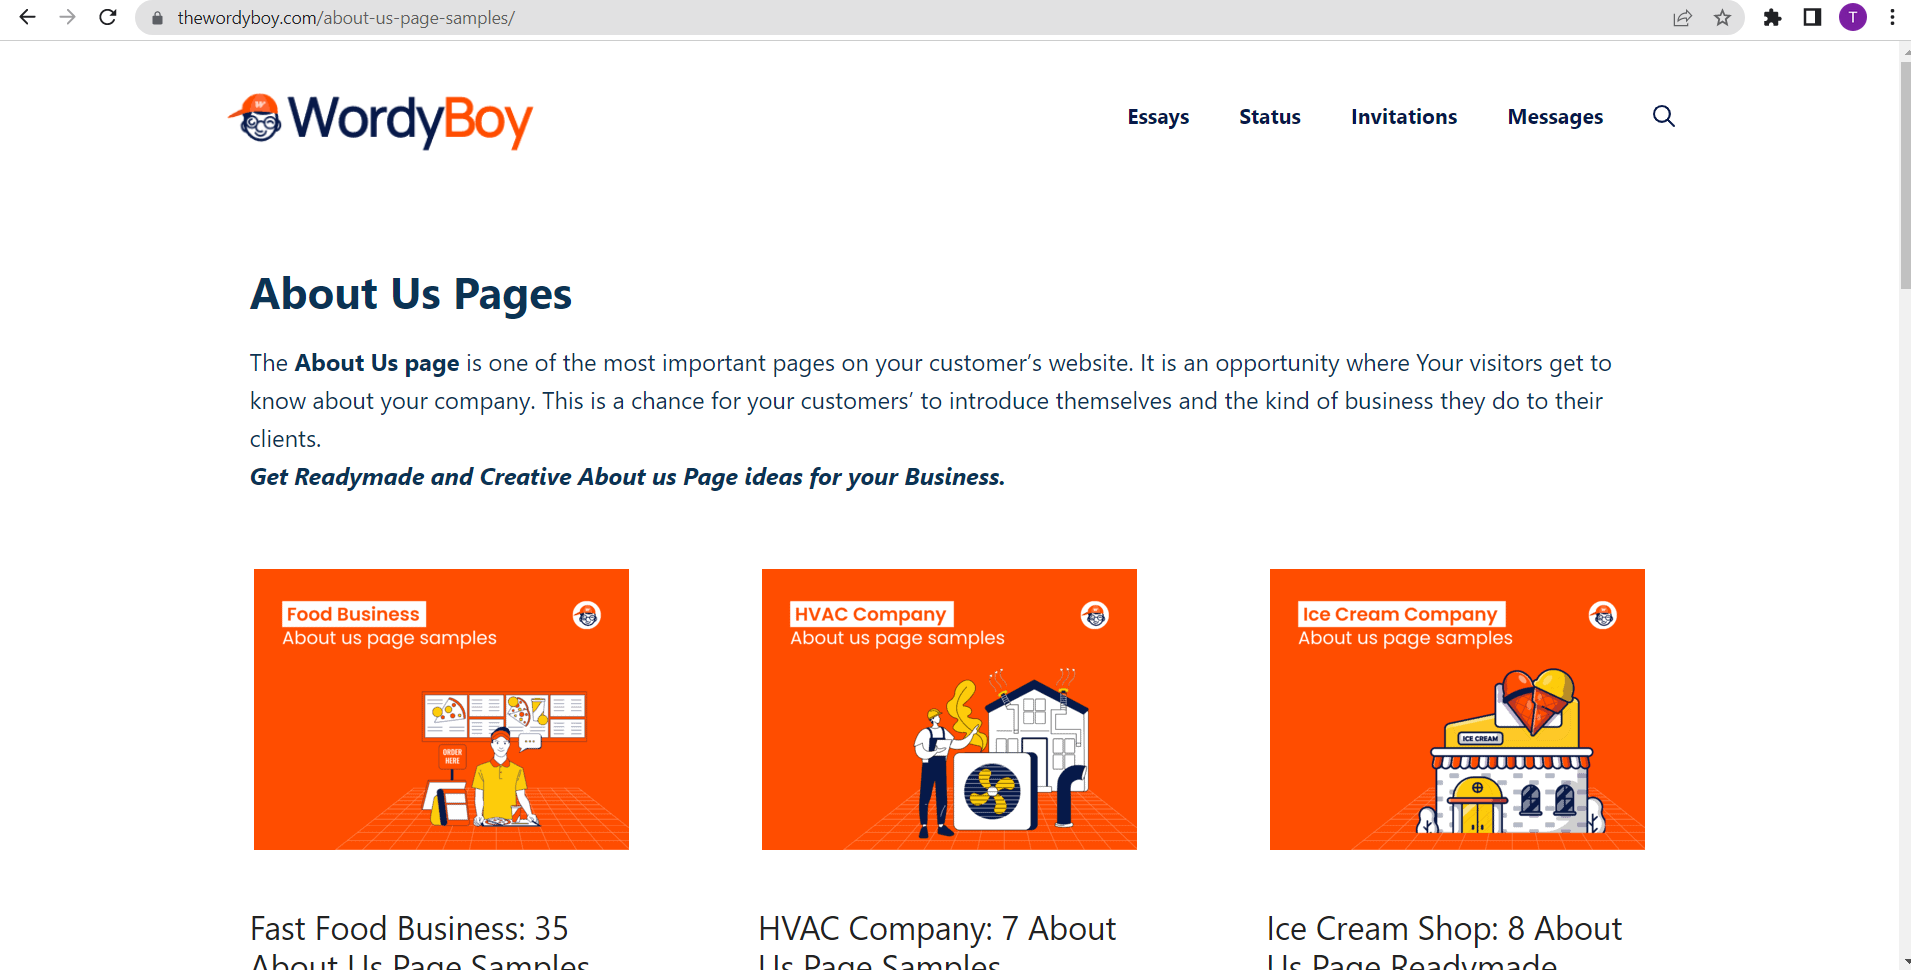 thewordyboy.com/about-us-page-samples/
T
WordyBoy
Essays
Status
Invitations
Messages
About Us Pages
The About Us page is one of the most important pages on your customer’s website. It is an opportunity where Your visitors get to
know about your company. This is a chance for your customers’ to introduce themselves and the kind of business they do to their
clients.
Get Readymade and Creative About us Page ideas for your Business.
Food Business
About us page samples
ORDER
HERE
HVAC Company
About us page samples
Ice Cream Company
About us page samples
ICE CREAM
Fast Food Business: 35
About Us Page Samples
HVAC Company: 7 About
Us Page Samples
Ice Cream Shop: 8 About
Us Page Readymade